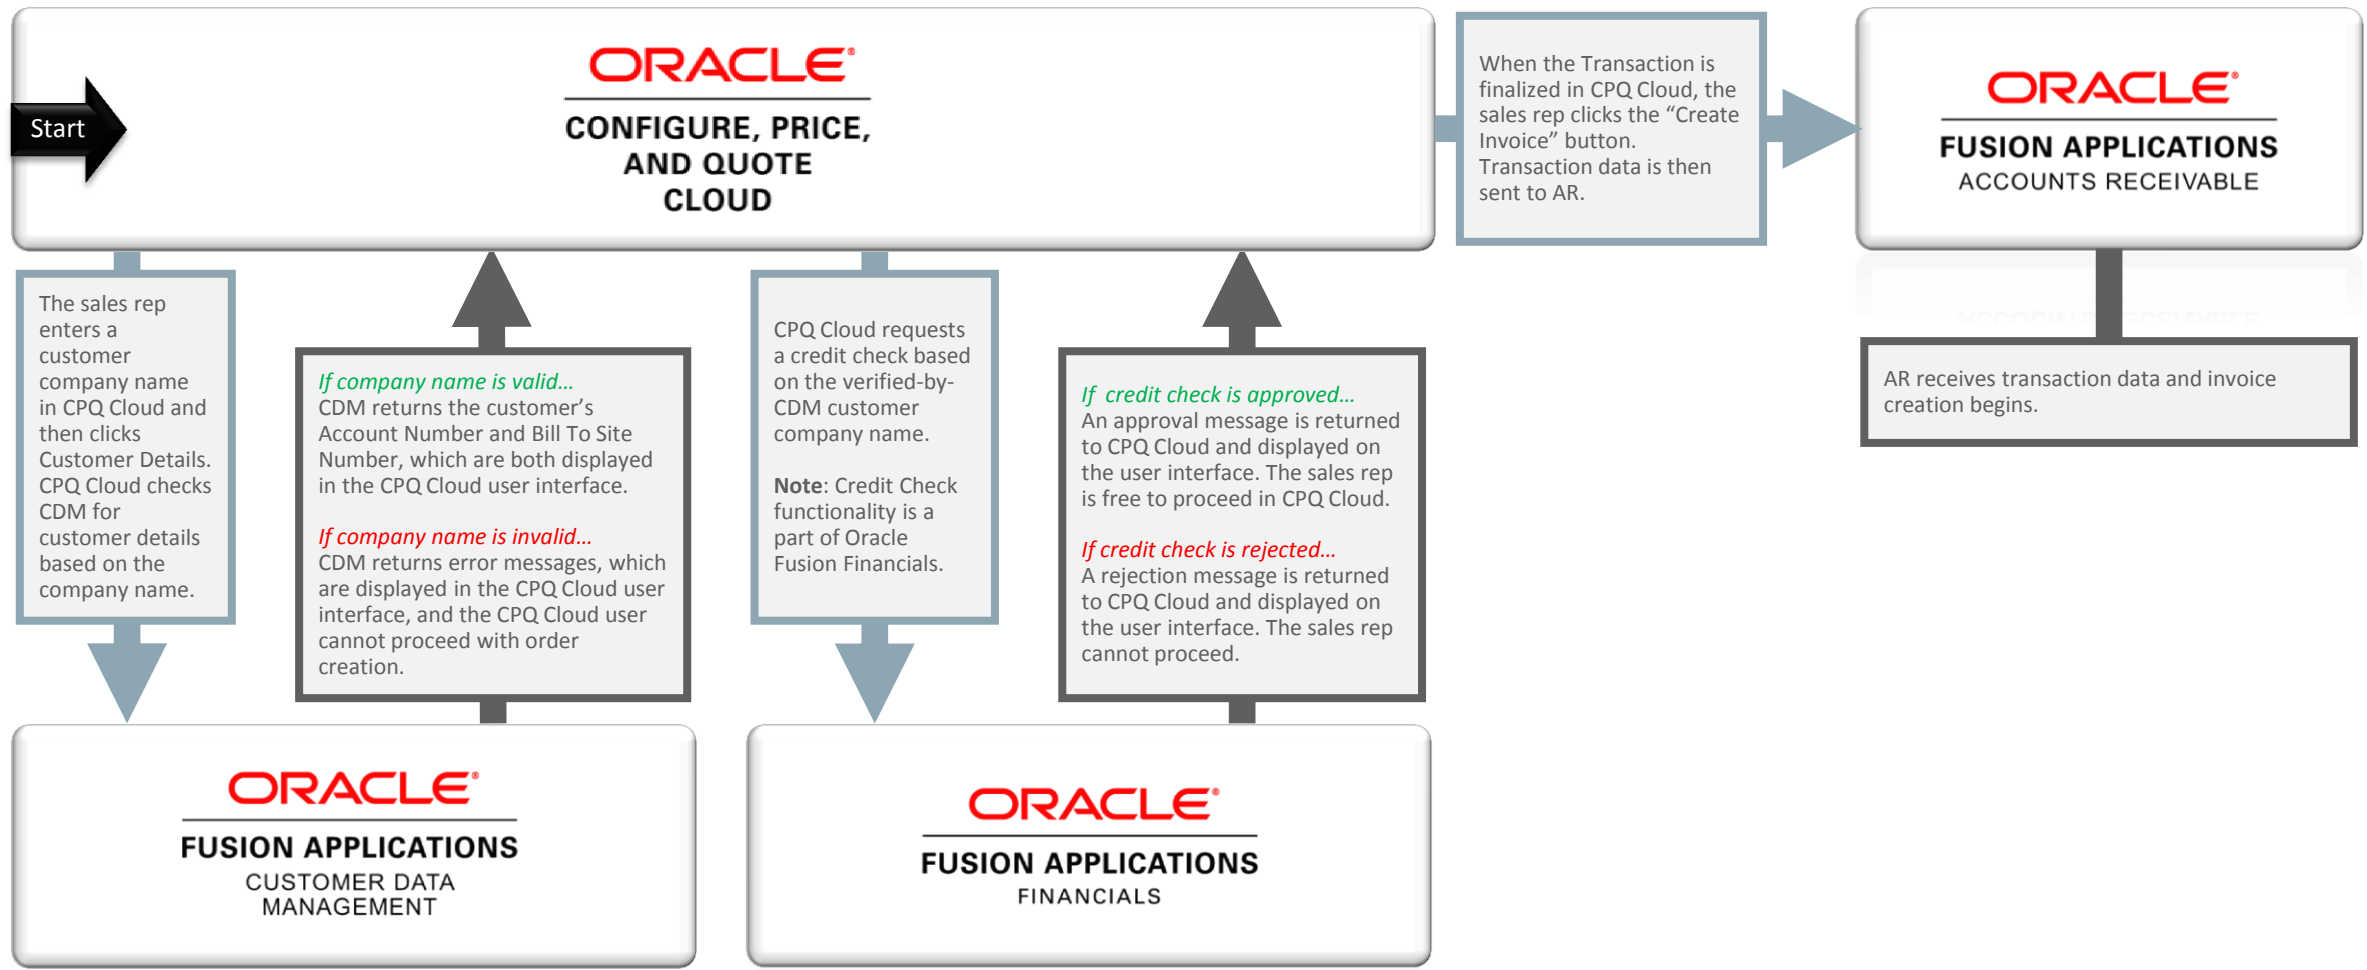 Start
ORACLE®
CONFIGURE, PRICE,
AND QUOTE
CLOUD
When the Transaction is
finalized in CPQ Cloud, the
sales rep clicks the “Create
Invoice” button.
Transaction data is then
sent to AR.
ORACLE®
FUSION APPLICATIONS
ACCOUNTS RECEIVABLE
The sales rep
enters a
customer
company name
in CPQ Cloud and
then clicks
Customer Details.
CPQ Cloud checks
CDM for
customer details
based on the
company name.
If company name is valid…
CDM returns the customer’s
Account Number and Bill To Site
Number, which are both displayed
in the CPQ Cloud user interface.
If company name is invalid…
CDM returns error messages, which
are displayed in the CPQ Cloud user
interface, and the CPQ Cloud user
cannot proceed with order
creation.
CPQ Cloud requests
a credit check based
on the verified-by-
CDM customer
company name.
Note: Credit Check
functionality is a
part of Oracle
Fusion Financials.
If credit check is approved…
An approval message is returned
to CPQ Cloud and displayed on
the user interface. The sales rep
is free to proceed in CPQ Cloud.
If credit check is rejected…
A rejection message is returned
to CPQ Cloud and displayed on
the user interface. The sales rep
cannot proceed.
AR receives transaction data and invoice
creation begins.
ORACLE®
FUSION APPLICATIONS
CUSTOMER DATA
MANAGEMENT
ORACLE®
FUSION APPLICATIONS
FINANCIALS